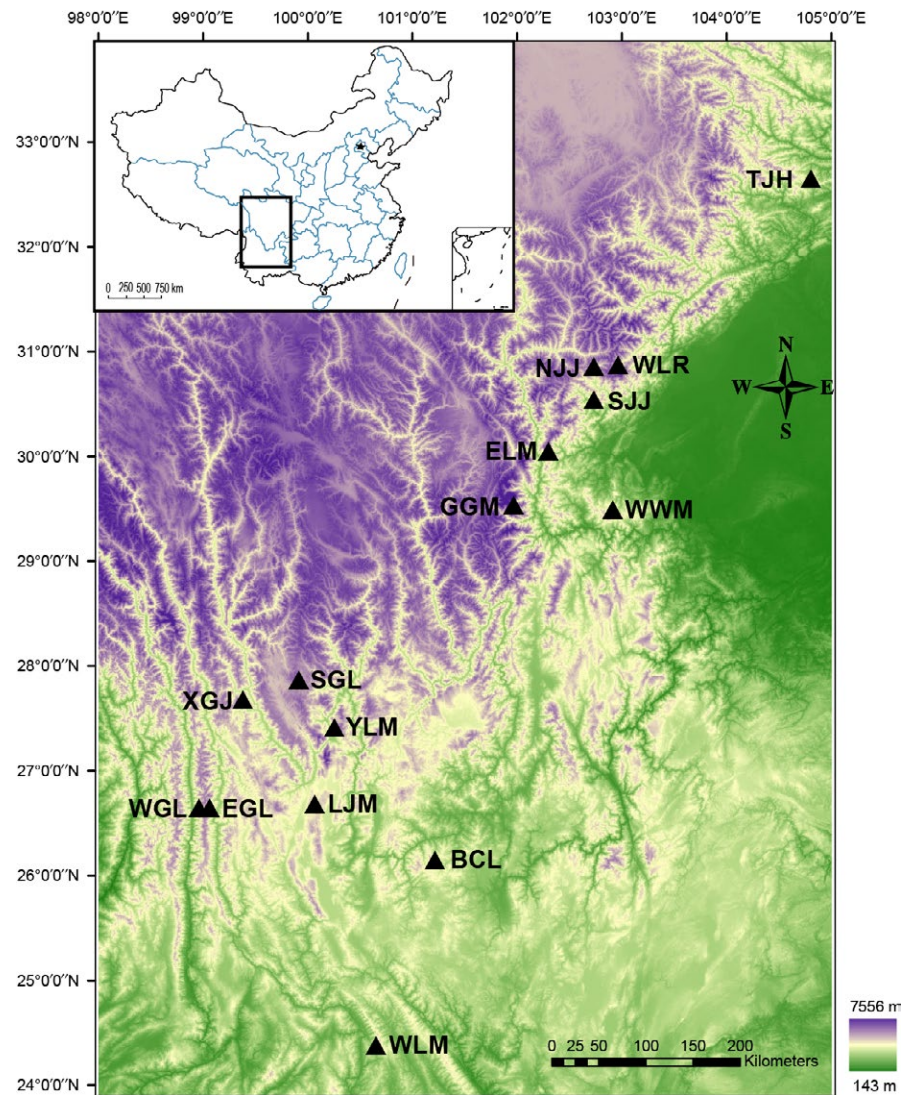 98°0'0"E 99°0'0"E 100°0'0"E 101°0'0"E 102°0'0"E 103°0'0"E 104°0'0"E 105°0'0"E
33°0'0"N
32°0'0"N
31°0'0"N
30°0'0"N
29°0'0"N
28°0'0"N
27°0'0"N
26°0'0"N
25°0'0"N
24°0'0"N
0 250 500 750 km
TJH
NJJ WLR
SJJ
N
W E
S
ELM
GGM WWM
SGL
XGJ
YLM
WGL EGL LJM
BCL
WLM
0 25 50 100 150 200
Kilometers
7556 m
143 m